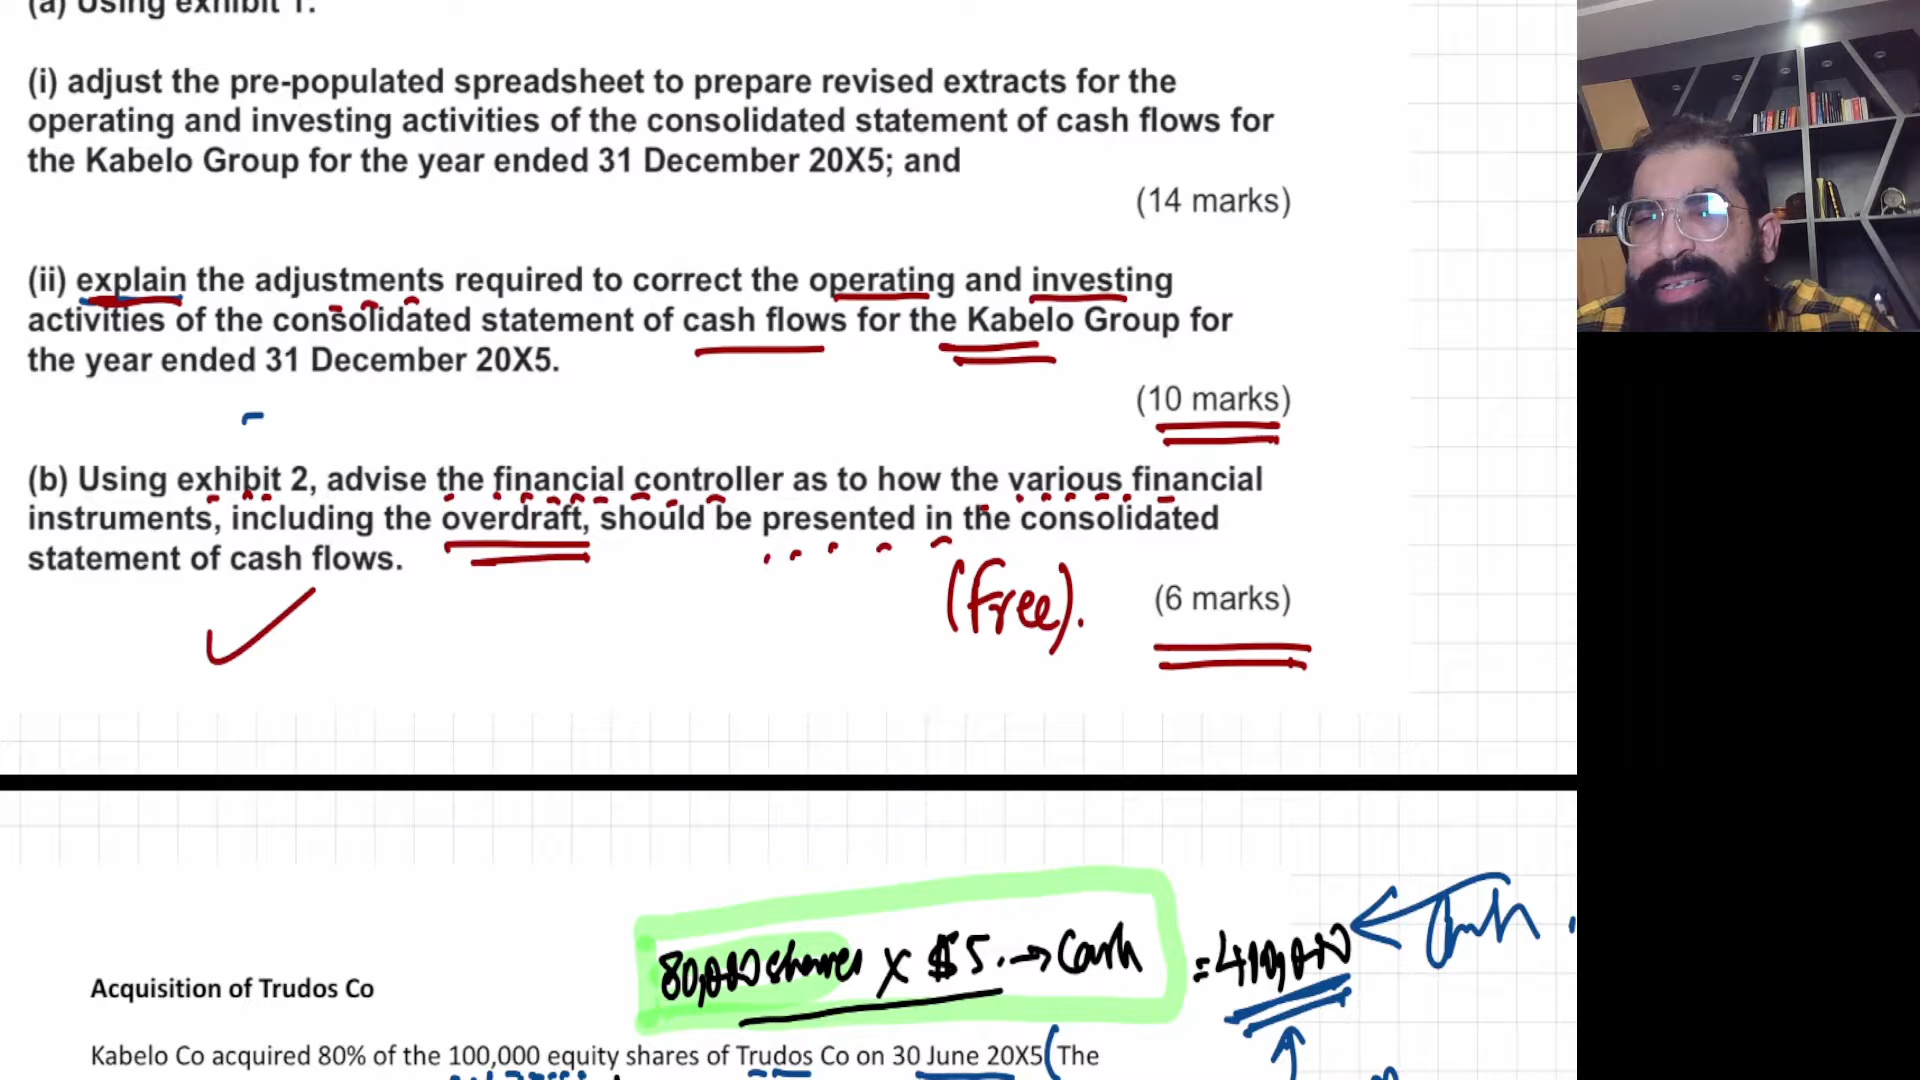 (a) Using exhibit 1:
(i) adjust the pre-populated spreadsheet to prepare revised extracts for the
operating and investing activities of the consolidated statement of cash flows for
the Kabelo Group for the year ended 31 December 20X5; and
(14 marks)
(ii) explain the adjustments required to correct the operating and investing
activities of the consolidated statement of cash flows for the Kabelo Group for
the year ended 31 December 20X5.
(10 marks)
(b) Using exhibit 2, advise the financial controller as to how the various financial
instruments, including the overdraft, should be presented in the consolidated
statement of cash flows.
(Free).
(6 marks)
80,000 shares x $5. → Cash
Acquisition of Trudos Co
Kabelo Co acquired 80% of the 100,000 equity shares of Trudos Co on 30 June 20X5 (The